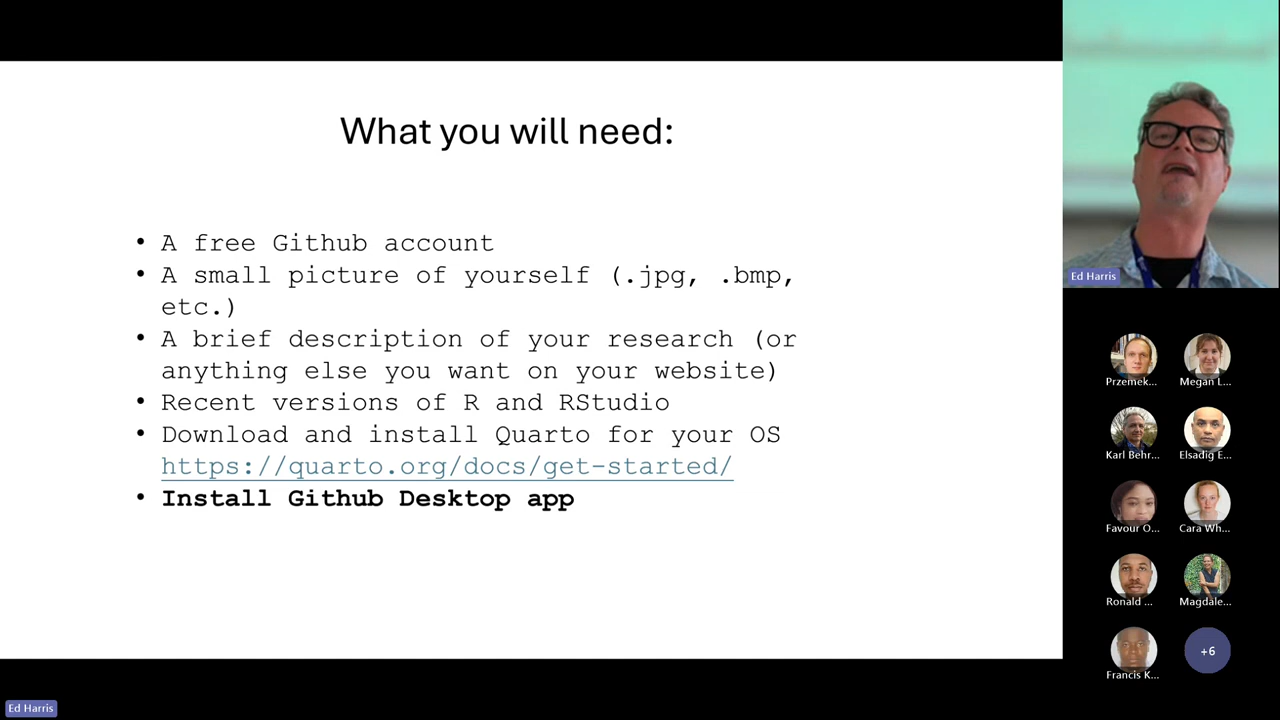 What you will need:
• A free Github account
• A small picture of yourself (.jpg, .bmp,
etc.)
• A brief description of your research (or
anything else you want on your website)
• Recent versions of R and RStudio
• Download and install Quarto for your OS
https://quarto.org/docs/get-started/
• Install Github Desktop app
Ed Harris
Przemek...
Megan L...
Karl Behr...
Elsadig E...
Favour O...
Cara Wh...
Ronald ...
Magdale...
Francis K...
+6
Ed Harris